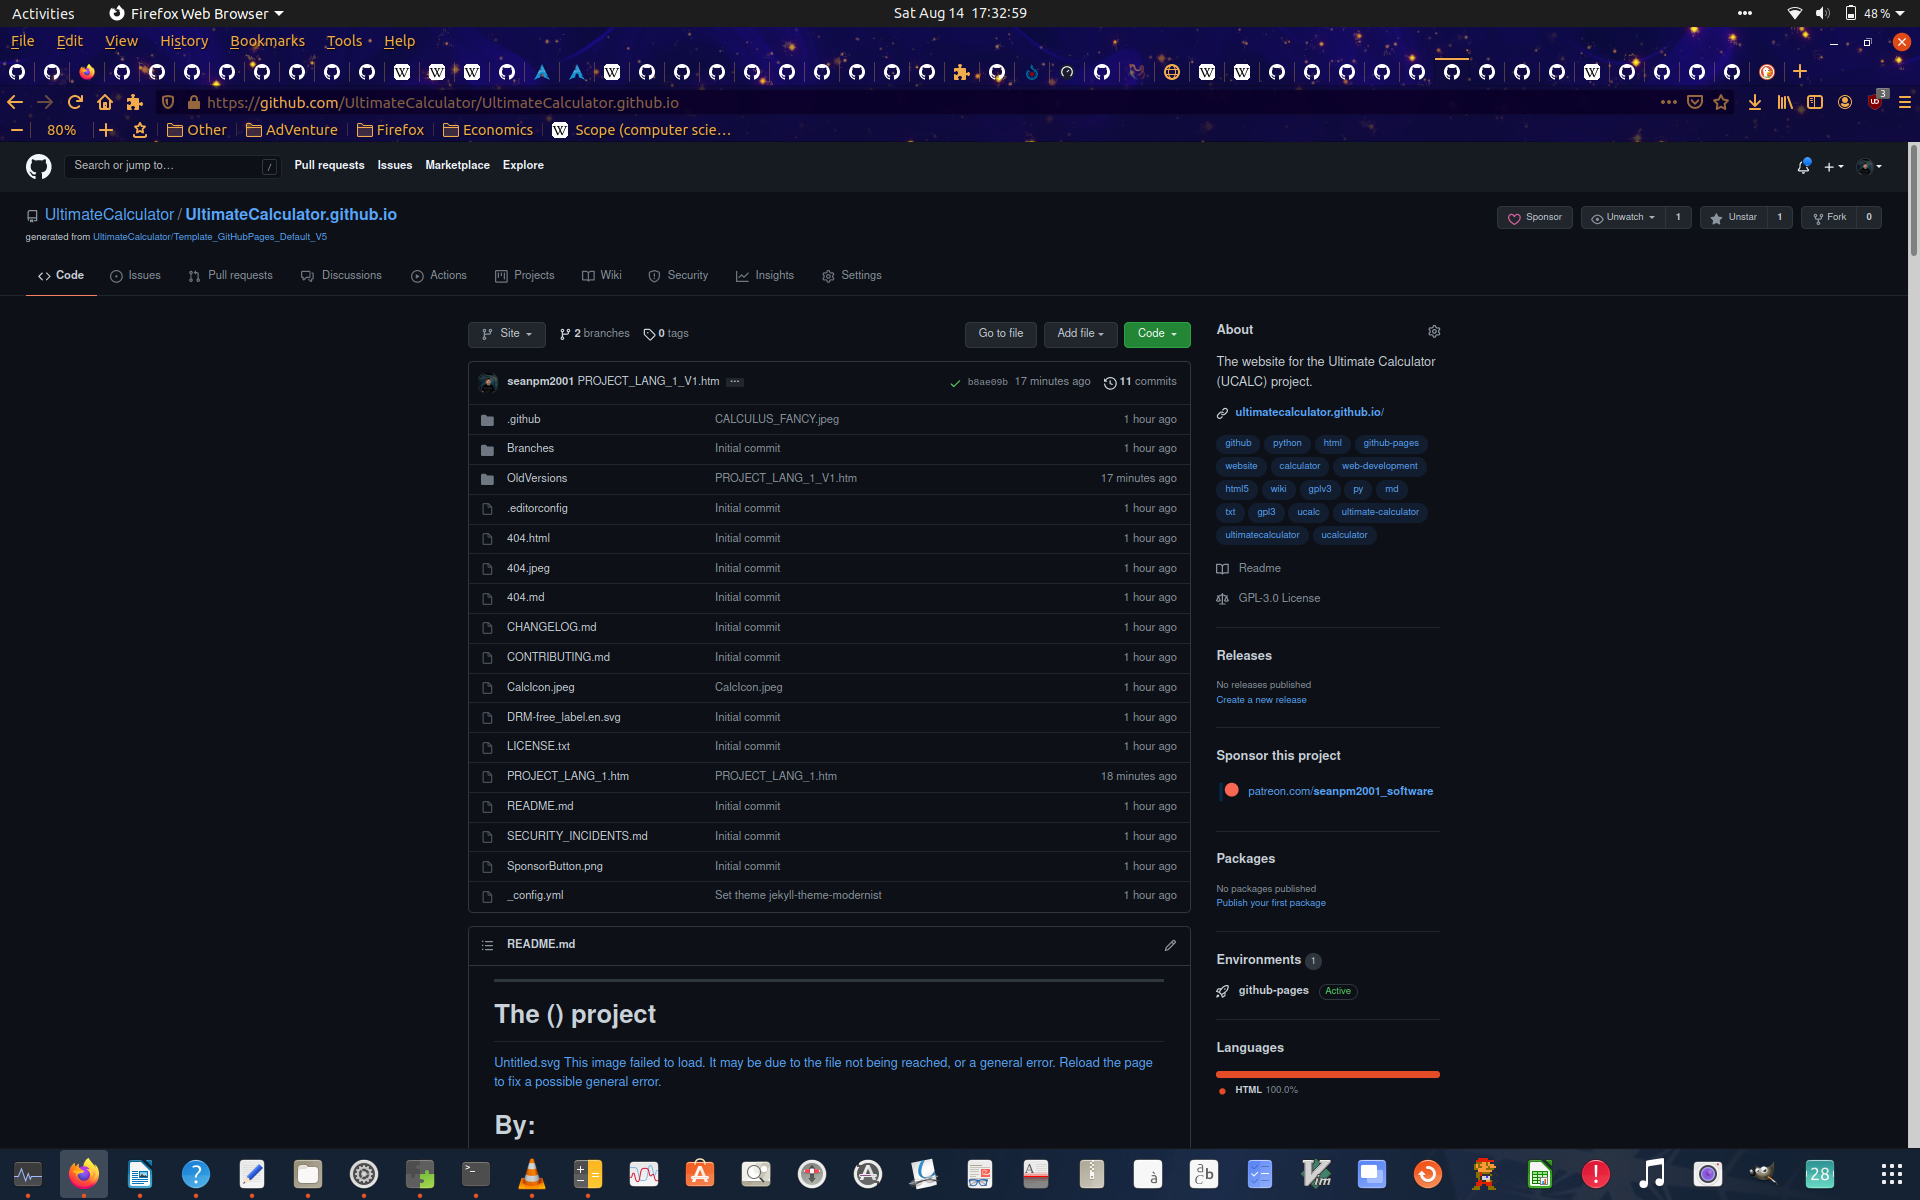 Activities Firefox Web Browser Sat Aug 14 17:32:59 48 %
File Edit View History Bookmarks Tools Help
https://github.com/UltimateCalculator/UltimateCalculator.github.io 3
80% Other AdVenture Firefox Economics Scope (computer scie…
Search or jump to… / Pull requests Issues Marketplace Explore
UltimateCalculator / UltimateCalculator.github.io Sponsor Unwatch 1 Unstar 1 Fork 0
generated from UltimateCalculator/Template_GitHubPages_Default_V5
Code Issues Pull requests Discussions Actions Projects Wiki Security Insights Settings
Site 2 branches 0 tags Go to file Add file Code
seanpm2001 PROJECT_LANG_1_V1.htm … b8ae09b 17 minutes ago 11 commits
.github CALCULUS_FANCY.jpeg 1 hour ago
Branches Initial commit 1 hour ago
OldVersions PROJECT_LANG_1_V1.htm 17 minutes ago
.editorconfig Initial commit 1 hour ago
404.html Initial commit 1 hour ago
404.jpeg Initial commit 1 hour ago
404.md Initial commit 1 hour ago
CHANGELOG.md Initial commit 1 hour ago
CONTRIBUTING.md Initial commit 1 hour ago
CalcIcon.jpeg CalcIcon.jpeg 1 hour ago
DRM-free_label.en.svg Initial commit 1 hour ago
LICENSE.txt Initial commit 1 hour ago
PROJECT_LANG_1.htm PROJECT_LANG_1.htm 18 minutes ago
README.md Initial commit 1 hour ago
SECURITY_INCIDENTS.md Initial commit 1 hour ago
SponsorButton.png Initial commit 1 hour ago
_config.yml Set theme jekyll-theme-modernist 1 hour ago
README.md
The () project
Untitled.svg This image failed to load. It may be due to the file not being reached, or a general error. Reload the page
to fix a possible general error.
By:
About
The website for the Ultimate Calculator
(UCALC) project.
ultimatecalculator.github.io/
github python html github-pages
website calculator web-development
html5 wiki gplv3 py md
txt gpl3 ucalc ultimate-calculator
ultimatecalculator ucalculator
Readme
GPL-3.0 License
Releases
No releases published
Create a new release
Sponsor this project
patreon.com/seanpm2001_software
Packages
No packages published
Publish your first package
Environments 1
github-pages Active
Languages
HTML 100.0%
28